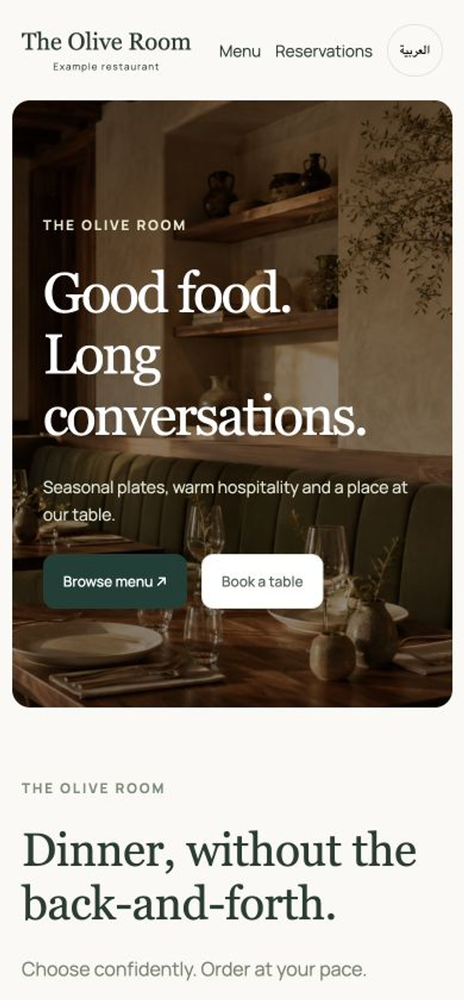 The Olive Room
Example restaurant
Menu
Reservations
العربية
THE OLIVE ROOM
Good food.
Long
conversations.
Seasonal plates, warm hospitality and a place at
our table.
Browse menu ↗
Book a table
THE OLIVE ROOM
Dinner, without the
back-and-forth.
Choose confidently. Order at your pace.